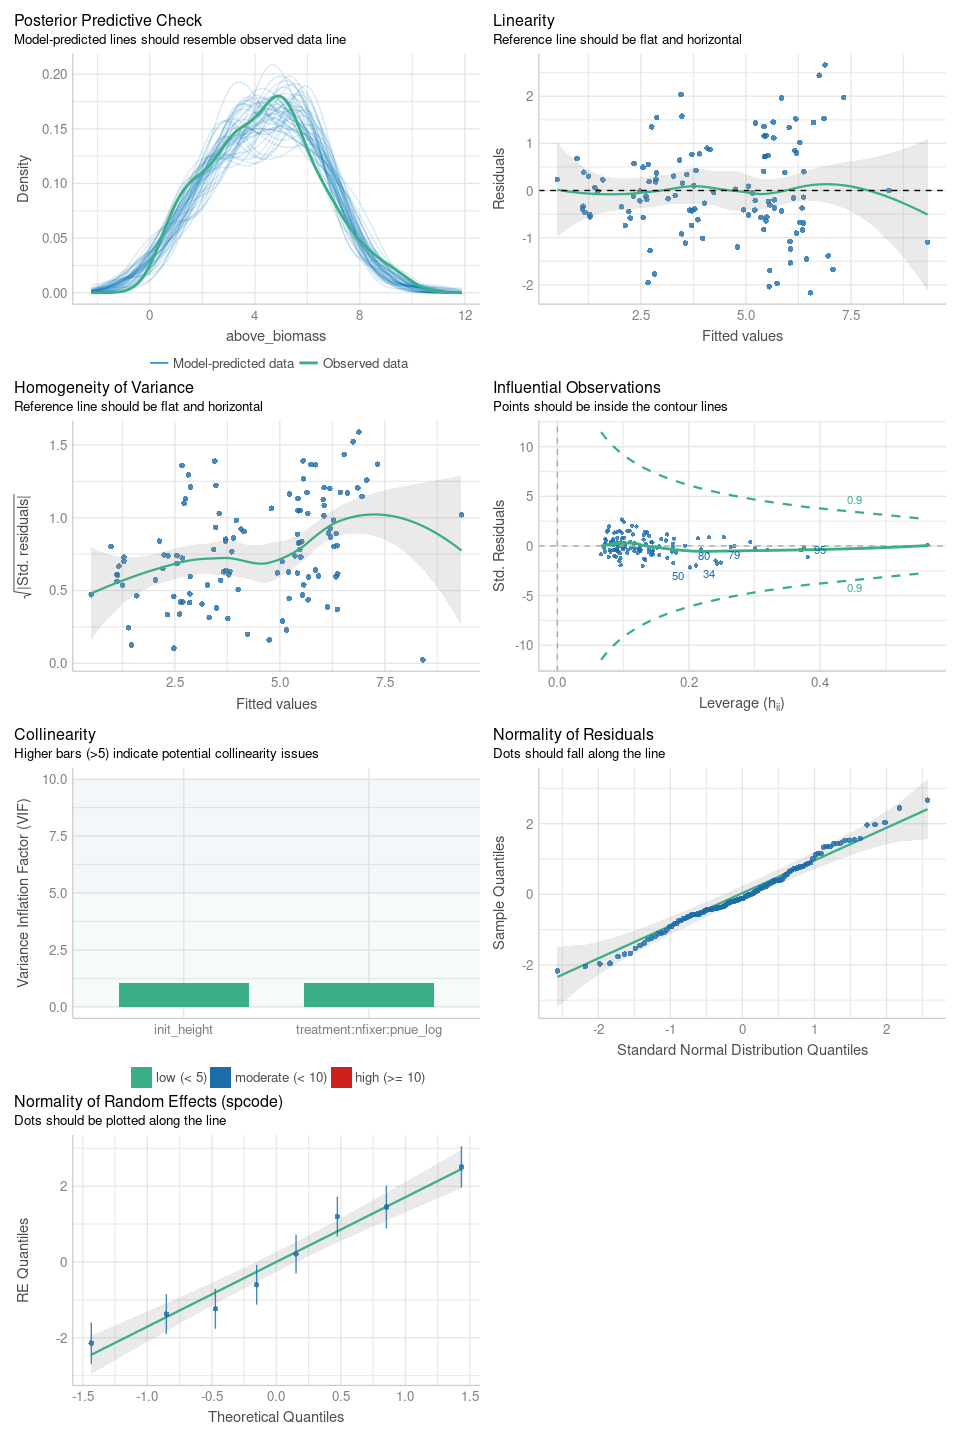 Posterior Predictive Check
Model-predicted lines should resemble observed data line
0.20
0.15
0.10
0.05
0.00
Density
0
4
8
12
above_biomass
Model-predicted data
Observed data
Linearity
Reference line should be flat and horizontal
2
1
0
-1
-2
Residuals
2.5
5.0
7.5
Fitted values
Homogeneity of Variance
Reference line should be flat and horizontal
1.5
1.0
0.5
0.0
√|Std. residuals|
2.5
5.0
7.5
Fitted values
Influential Observations
Points should be inside the contour lines
10
5
0
-5
-10
Std. Residuals
0.9
80
79
95
50
34
0.9
0.0
0.2
0.4
Leverage (hii)
Collinearity
Higher bars (>5) indicate potential collinearity issues
10.0
7.5
5.0
2.5
0.0
Variance Inflation Factor (VIF)
init_height
treatment:nfixer:pnue_log
low (< 5)
moderate (< 10)
high (>= 10)
Normality of Residuals
Dots should fall along the line
2
0
-2
Sample Quantiles
-2
-1
0
1
2
Standard Normal Distribution Quantiles
Normality of Random Effects (spcode)
Dots should be plotted along the line
2
0
-2
RE Quantiles
-1.5
-1.0
-0.5
0.0
0.5
1.0
1.5
Theoretical Quantiles